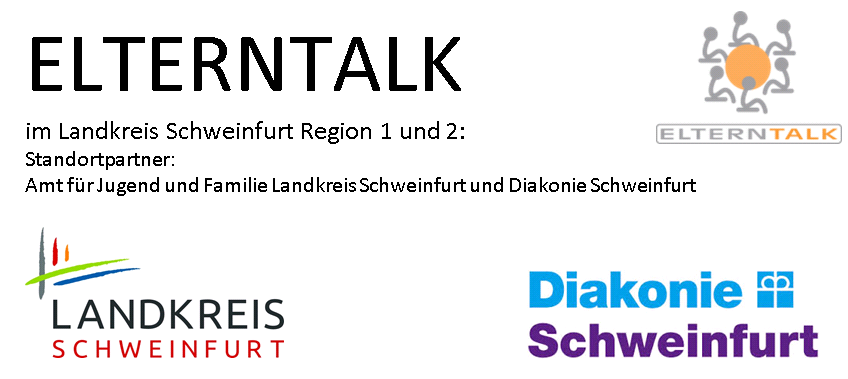 ELTERNTALK
ELTERNTALK
im Landkreis Schweinfurt Region 1 und 2:
Standortpartner:
Amt für Jugend und Familie Landkreis Schweinfurt und Diakonie Schweinfurt
LANDKREIS
SCHWEINFURT
Diakonie
Schweinfurt